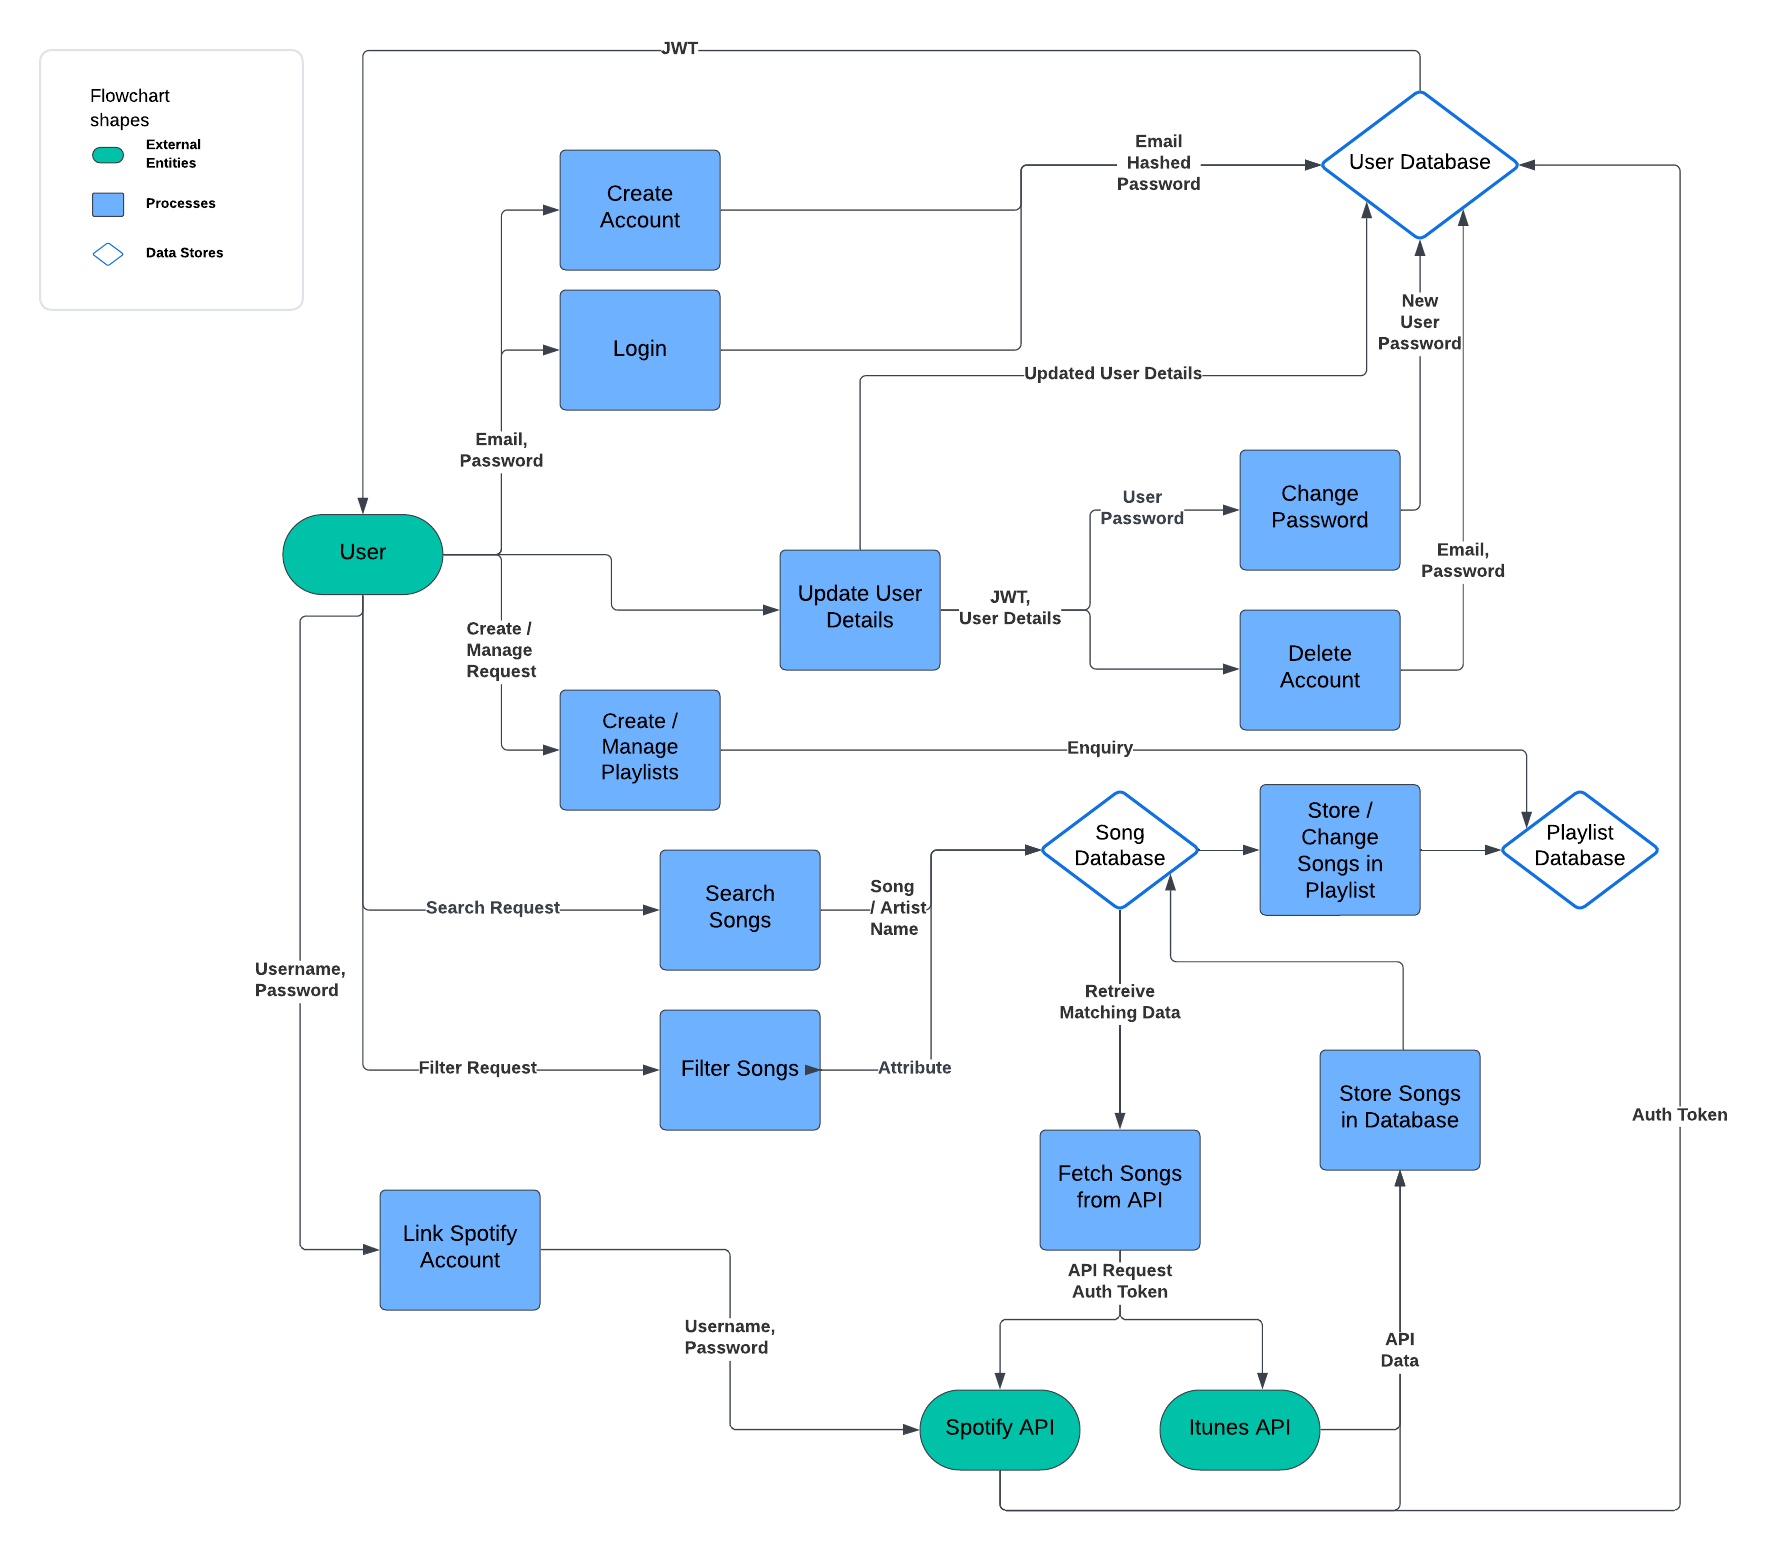 JWT
Flowchart
shapes
External
Entities
Processes
Data Stores
Create
Account
Email
Hashed
Password
User Database
Login
New
User
Password
Updated User Details
Email,
Password
User
Password
Change
Password
User
Update User
Details
JWT,
User Details
Email,
Password
Create /
Manage
Request
Delete
Account
Create /
Manage
Playlists
Enquiry
Song
Database
Store /
Change
Songs in
Playlist
Playlist
Database
Search Request
Search
Songs
Song
/ Artist
Name
Username,
Password
Retreive
Matching Data
Filter Request
Filter Songs
Attribute
Store Songs
in Database
Auth Token
Fetch Songs
from API
Link Spotify
Account
API Request
Auth Token
Username,
Password
API
Data
Spotify API
Itunes API